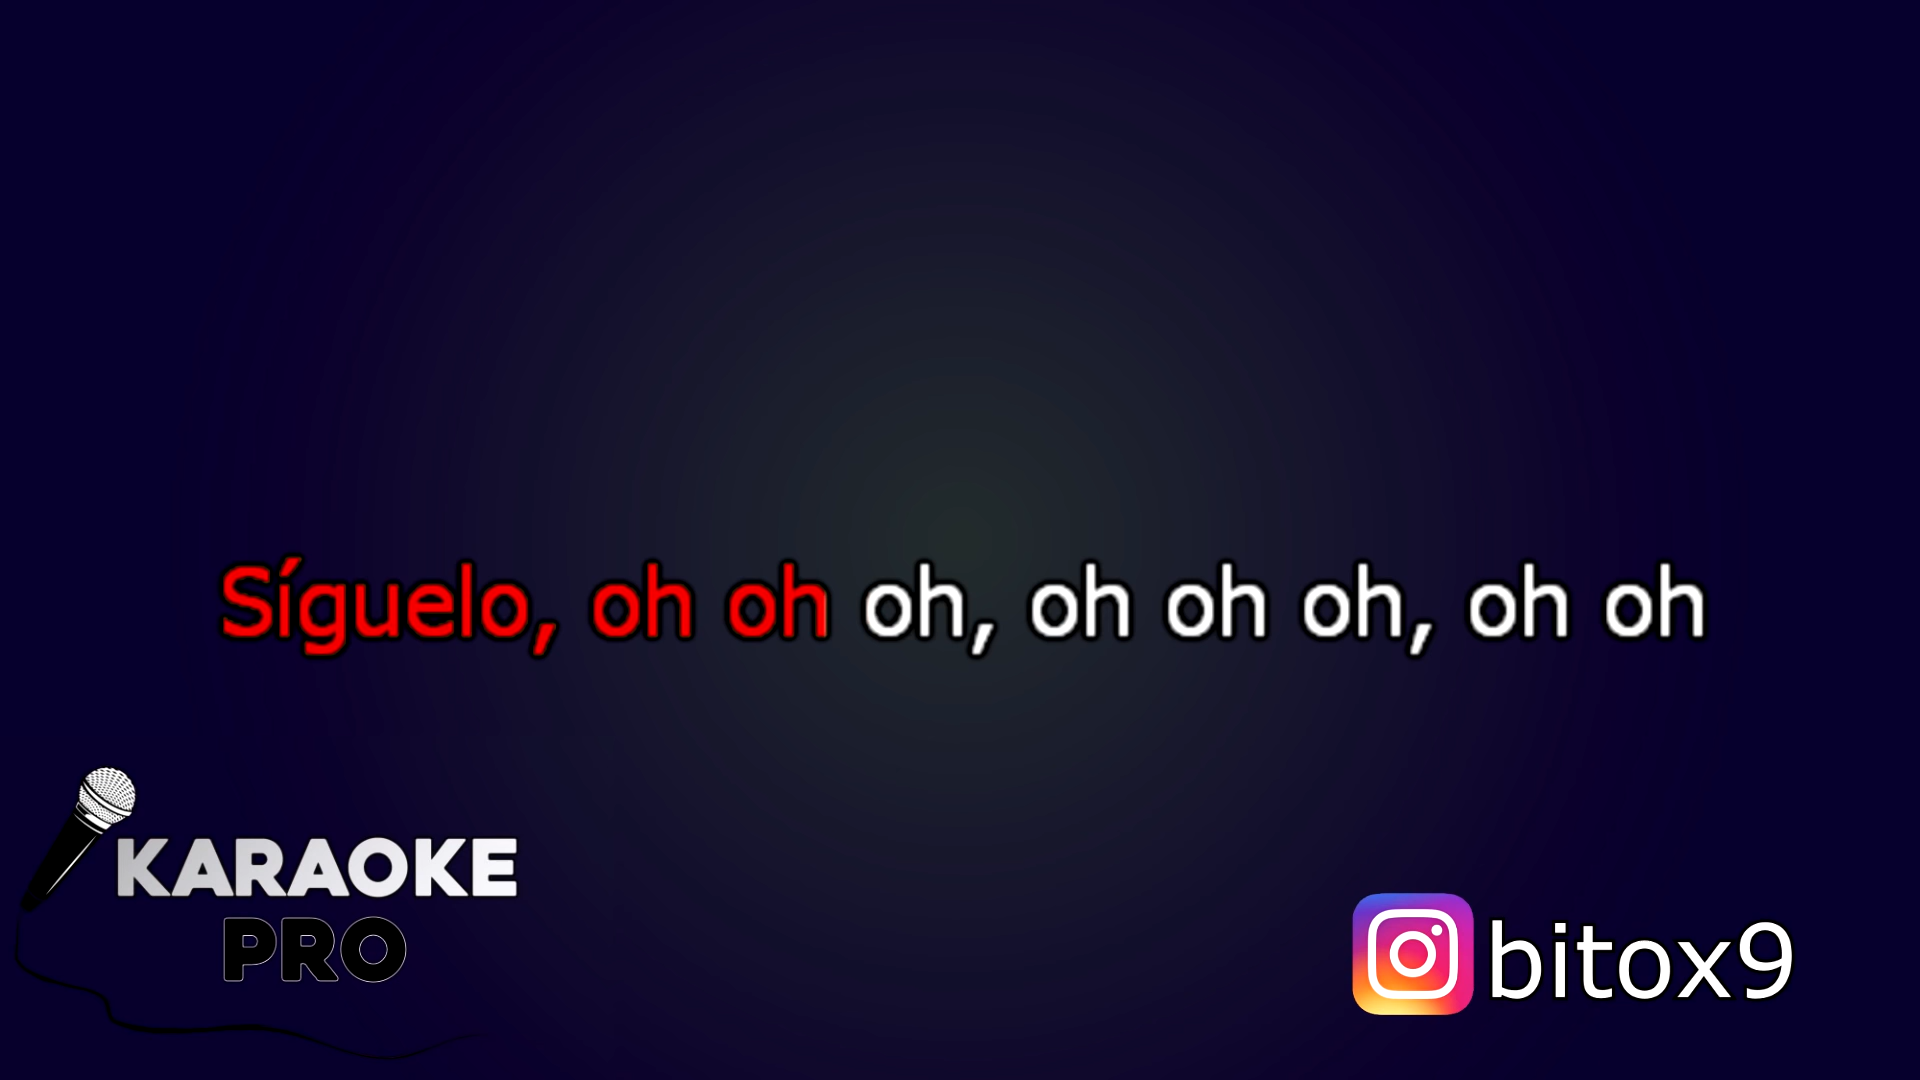 Síguelo, oh oh oh, oh oh oh, oh oh
KARAOKE
PRO
bitox9